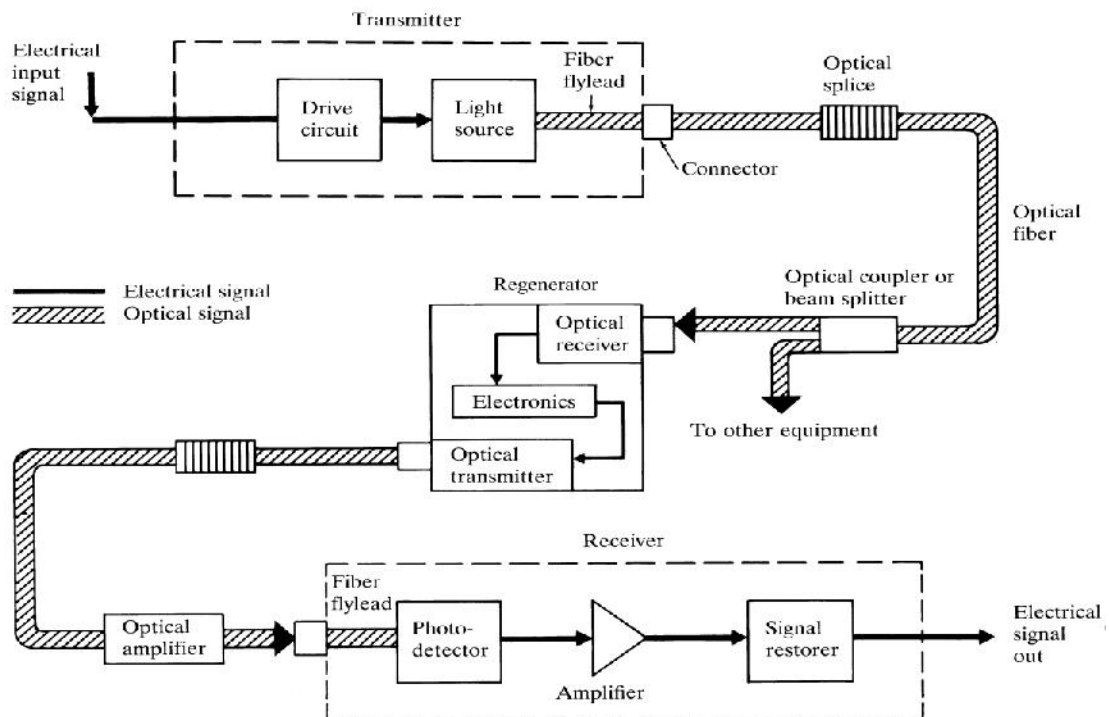 Transmitter
Electrical
input
signal
Drive
circuit
Light
source
Fiber
flylead
Connector
Optical
splice
Optical
fiber
Electrical signal
Optical signal
Regenerator
Optical
receiver
Electronics
Optical
transmitter
Optical coupler or
beam splitter
To other equipment
Receiver
Optical
amplifier
Fiber
flylead
Photo-
detector
Amplifier
Signal
restorer
Electrical
signal
out